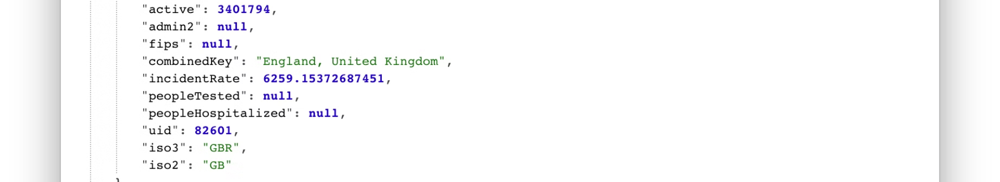 "active": 3401794,
"admin2": null,
"fips": null,
"combinedKey": "England, United Kingdom",
"incidentRate": 6259.15372687451,
"peopleTested": null,
"peopleHospitalized": null,
"uid": 82601,
"iso3": "GBR",
"iso2": "GB"
}